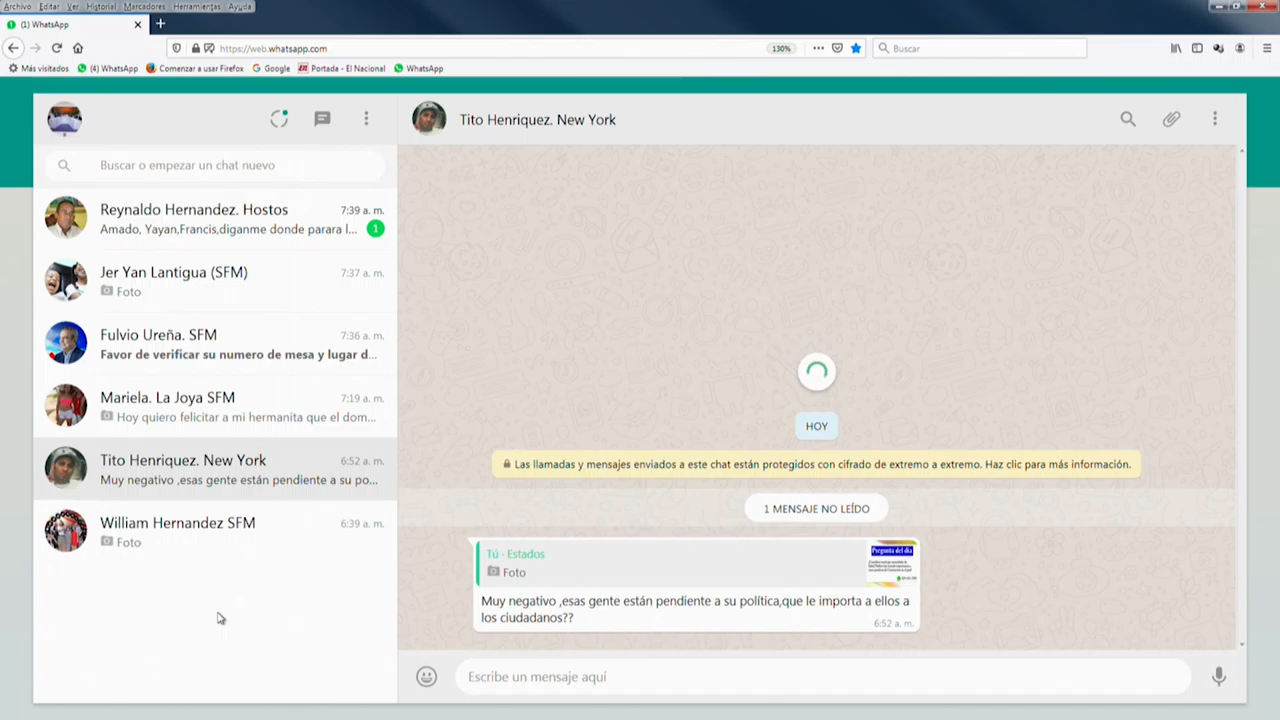 Archivo Editar Ver Historial Marcadores Herramientas Ayuda
(1) WhatsApp
https://web.whatsapp.com
130%
Buscar
Más visitados
(4) WhatsApp
Comenzar a usar Firefox
Google
Portada - El Nacional
WhatsApp
Buscar o empezar un chat nuevo
Reynaldo Hernandez. Hostos 7:39 a. m.
Amado, Yayan,Francis,diganme donde parara l... 1
Jer Yan Lantigua (SFM) 7:37 a. m.
Foto
Fulvio Ureña. SFM 7:36 a. m.
Favor de verificar su numero de mesa y lugar d...
Mariela. La Joya SFM 7:19 a. m.
Hoy quiero felicitar a mi hermanita que el dom...
Tito Henriquez. New York 6:52 a. m.
Muy negativo ,esas gente están pendiente a su po...
William Hernandez SFM 6:39 a. m.
Foto
Tito Henriquez. New York
HOY
Las llamadas y mensajes enviados a este chat están protegidos con cifrado de extremo a extremo. Haz clic para más información.
1 MENSAJE NO LEÍDO
Tú - Estados
Foto
Pregunta del dia
Muy negativo ,esas gente están pendiente a su política,que le importa a ellos a
los ciudadanos??
6:52 a. m.
Escribe un mensaje aquí